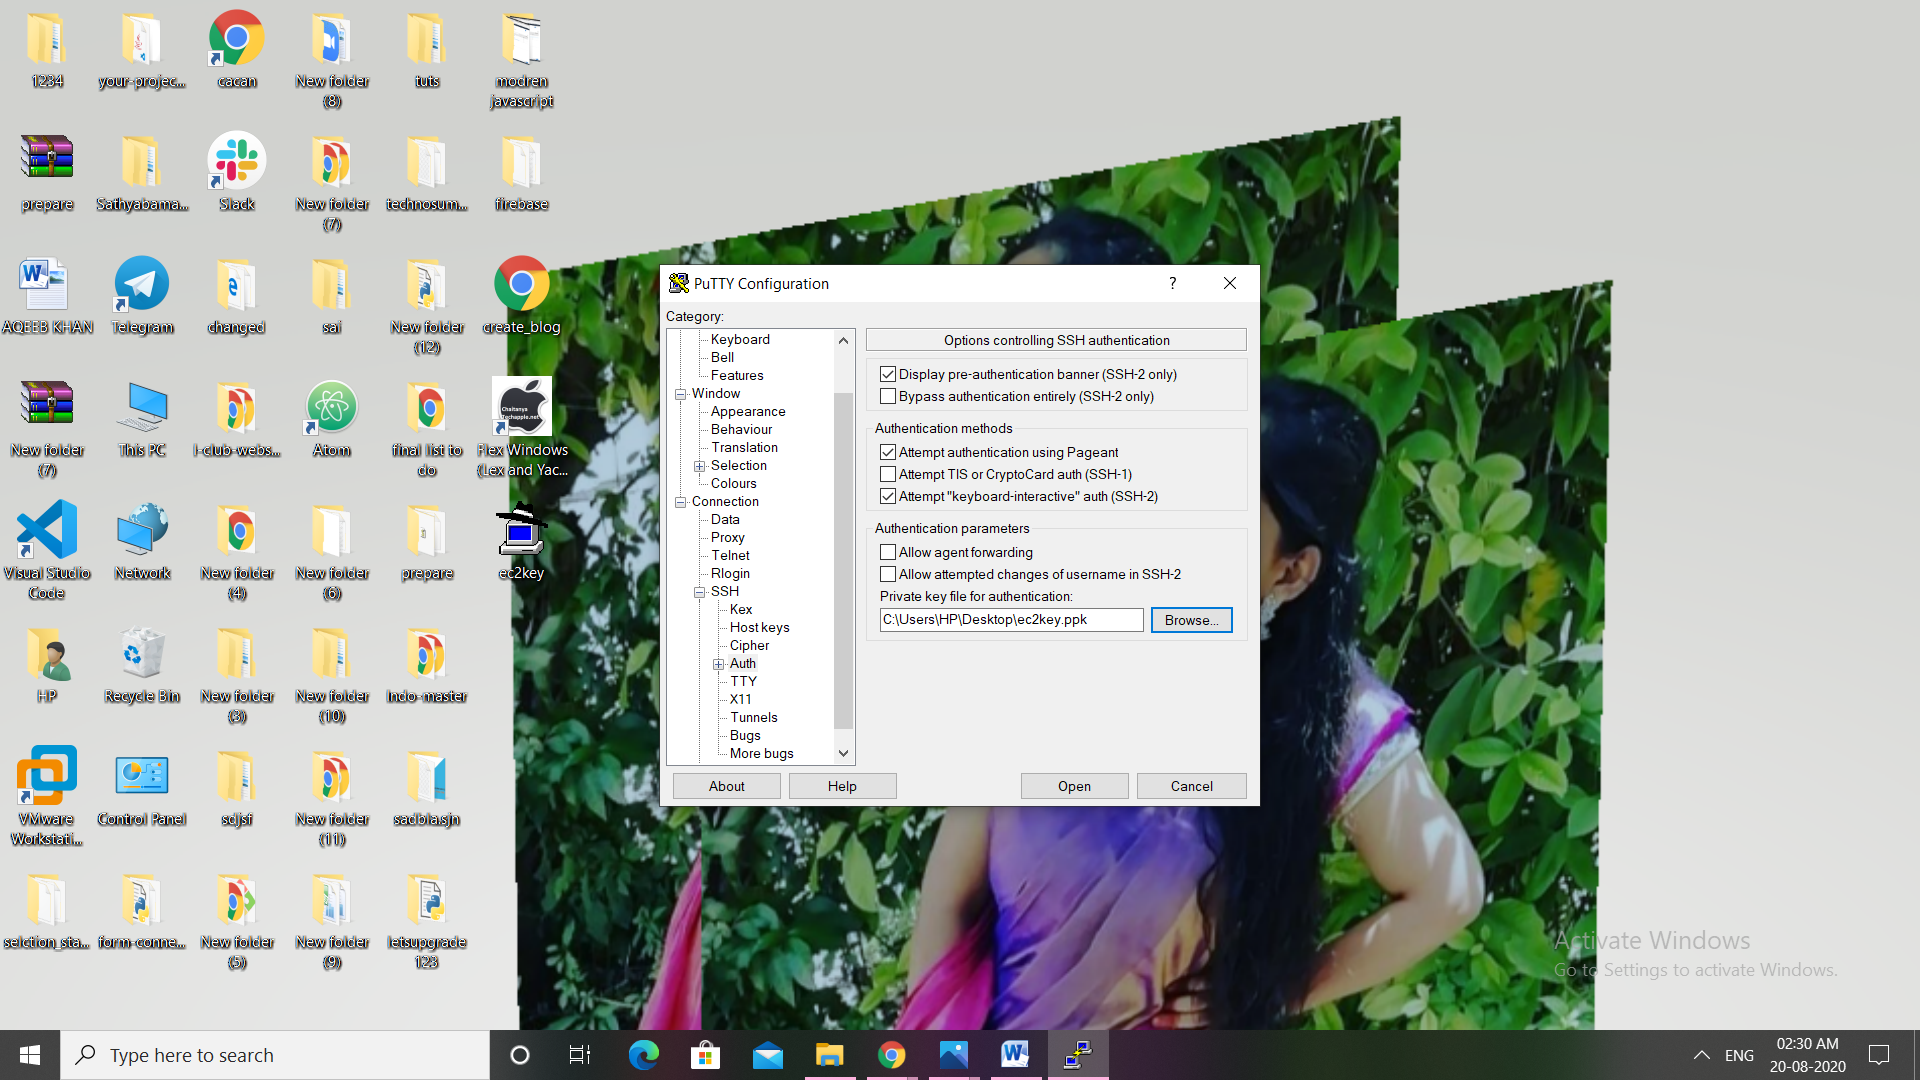 1234
your-projec...
cacan
New folder
(8)
tuts
modren
javascript
prepare
Sathyabama...
Slack
New folder
(7)
technosum...
firebase
AQEEB KHAN
Telegram
changed
sai
New folder
(12)
create_blog
New folder
(7)
This PC
I-club-webs...
Atom
final list to
do
Chaitanya
Techapple.net
Flex Windows
(Lex and Yac...
Visual Studio
Code
Network
New folder
(4)
New folder
(6)
prepare
ec2key
HP
Recycle Bin
New folder
(3)
New folder
(10)
Indo-master
VMware
Workstati...
Control Panel
sdjsf
New folder
(11)
sadbla.sjn
selction_sta...
form-conne...
New folder
(5)
New folder
(9)
letsupgrade
123
PuTTY Configuration
?
Category:
Keyboard
Bell
Features
Window
Appearance
Behaviour
Translation
Selection
Colours
Connection
Data
Proxy
Telnet
Rlogin
SSH
Kex
Host keys
Cipher
Auth
TTY
X11
Tunnels
Bugs
More bugs
Options controlling SSH authentication
Display pre-authentication banner (SSH-2 only)
Bypass authentication entirely (SSH-2 only)
Authentication methods
Attempt authentication using Pageant
Attempt TIS or CryptoCard auth (SSH-1)
Attempt "keyboard-interactive" auth (SSH-2)
Authentication parameters
Allow agent forwarding
Allow attempted changes of username in SSH-2
Private key file for authentication:
C:\Users\HP\Desktop\ec2key.ppk
Browse...
About
Help
Open
Cancel
Activate Windows
Go to Settings to activate Windows.
Type here to search
ENG
02:30 AM
20-08-2020